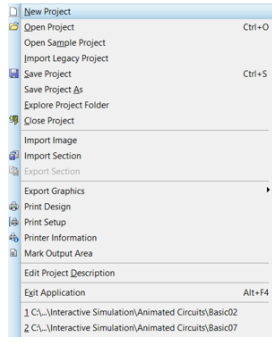 New Project
Open Project Ctrl+O
Open Sample Project
Import Legacy Project
Save Project Ctrl+S
Save Project As
Explore Project Folder
Close Project
Import Image
Import Section
Export Section
Export Graphics
Print Design
Print Setup
Printer Information
Mark Output Area
Edit Project Description
Exit Application Alt+F4
1 C:\...\Interactive Simulation\Animated Circuits\Basic02
2 C:\...\Interactive Simulation\Animated Circuits\Basic07